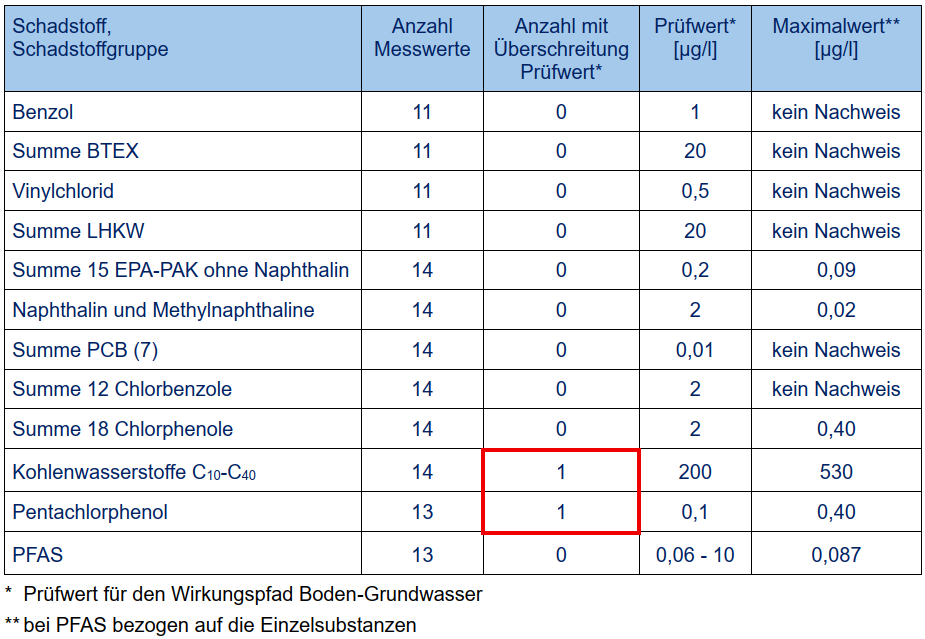 Schadstoff, Schadstoffgruppe | Anzahl Messwerte | Anzahl mit Überschreitung Prüfwert* | Prüfwert* [µg/l] | Maximalwert** [µg/l]
Benzol 11 0 1 kein Nachweis
Summe BTEX 11 0 20 kein Nachweis
Vinylchlorid 11 0 0,5 kein Nachweis
Summe LHKW 11 0 20 kein Nachweis
Summe 15 EPA-PAK ohne Naphthalin 14 0 0,2 0,09
Naphthalin und Methylnaphthaline 14 0 2 0,02
Summe PCB (7) 14 0 0,01 kein Nachweis
Summe 12 Chlorbenzole 14 0 2 kein Nachweis
Summe 18 Chlorphenole 14 0 2 0,40
Kohlenwasserstoffe C₁₀-C₄₀ 14 1 200 530
Pentachlorphenol 13 1 0,1 0,40
PFAS 13 0 0,06 - 10 0,087
* Prüfwert für den Wirkungspfad Boden-Grundwasser
** bei PFAS bezogen auf die Einzelsubstanzen